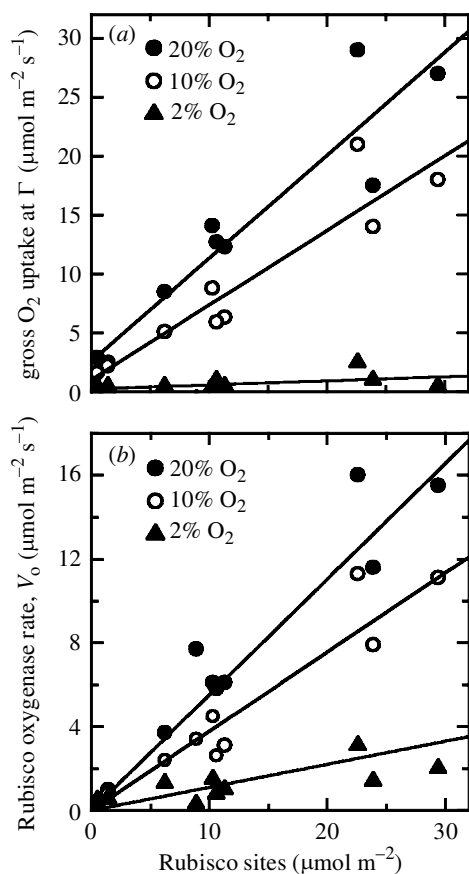 (a)
20% O₂
10% O₂
2% O₂
30
25
20
15
10
5
0
gross O₂ uptake at Γ (μmol m⁻² s⁻¹)
(b)
20% O₂
10% O₂
2% O₂
16
12
8
4
0
Rubisco oxygenase rate, Vₒ (μmol m⁻² s⁻¹)
0 10 20 30
Rubisco sites (μmol m⁻²)